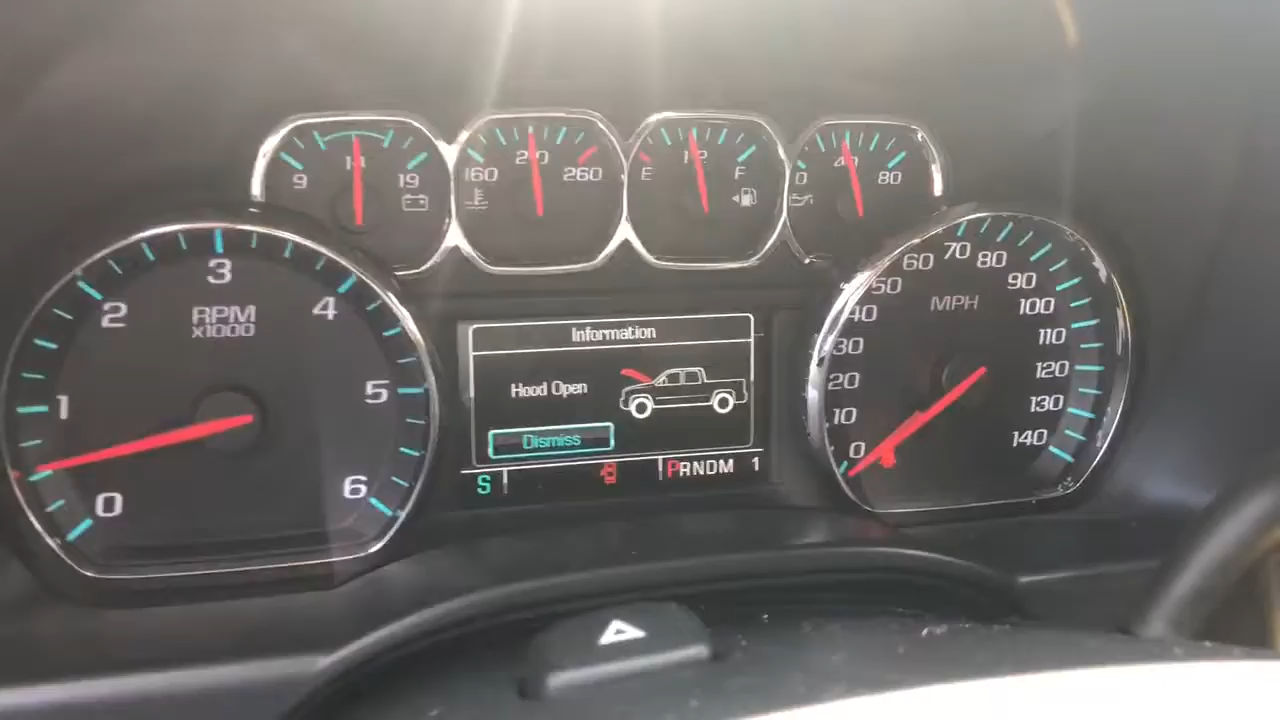 9 14 19
160 210 260
E 1/2 F
0 40 80
0 1 2 3 4 5 6
RPM
x1000
Information
Hood Open
Dismiss
S PRNDM 1
0 10 20 30 40 50 60 70 80 90 100 110 120 130 140
MPH